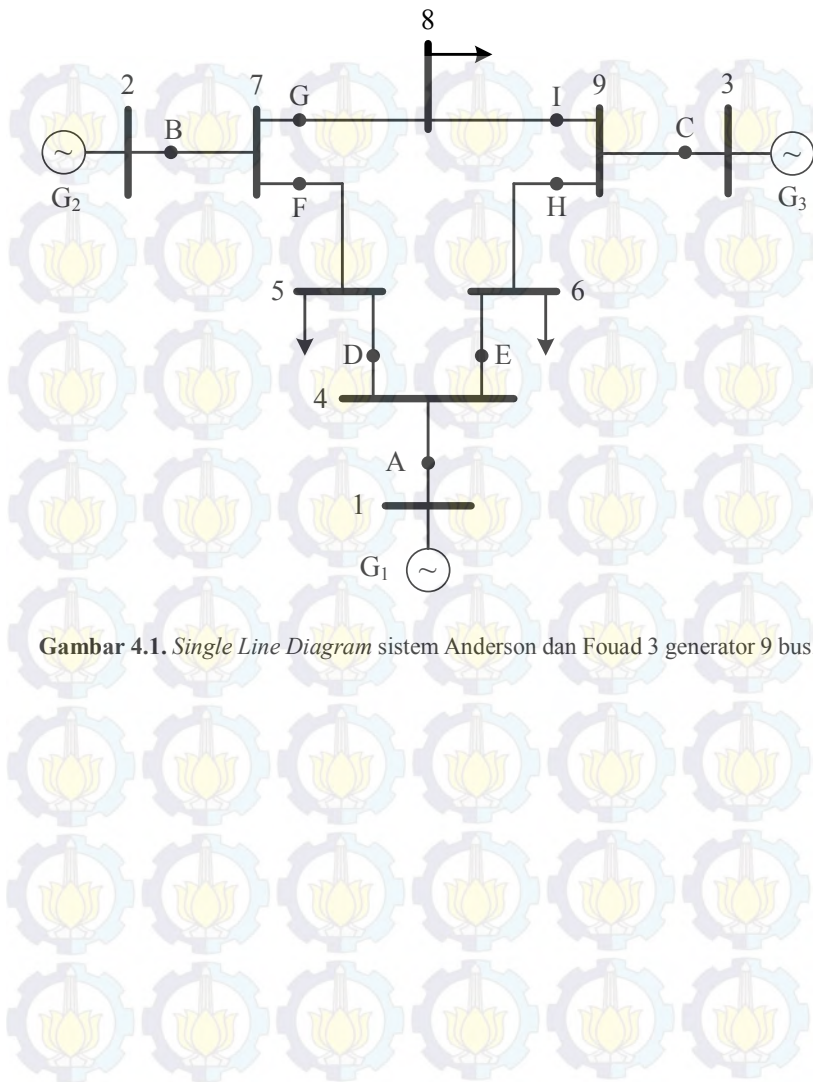 8
2
7
9
3
G
I
B
C
~
~
G₂
F
H
G₃
5
6
D
E
4
A
1
G₁
~
Gambar 4.1. Single Line Diagram sistem Anderson dan Fouad 3 generator 9 bus